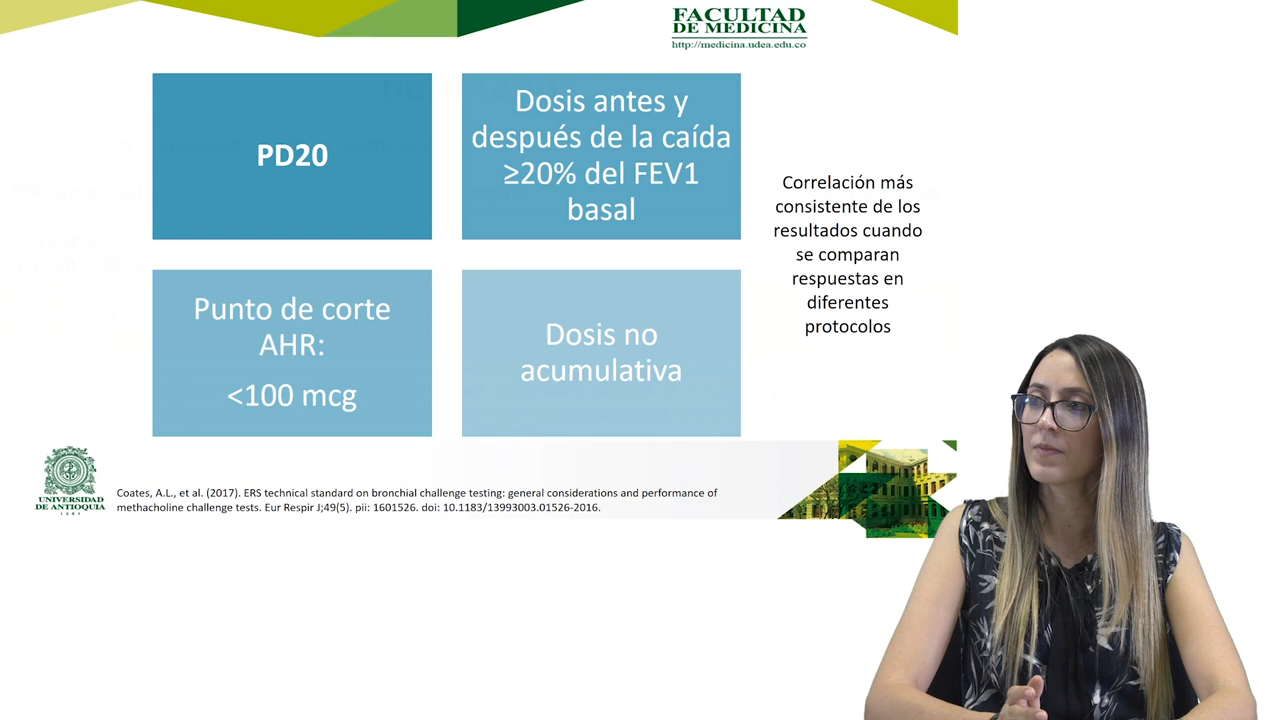 FACULTAD
DE MEDICINA
http://medicina.udea.edu.co
PD20
Dosis antes y
después de la caída
≥20% del FEV1
basal
Punto de corte
AHR:
<100 mcg
Dosis no
acumulativa
Correlación más
consistente de los
resultados cuando
se comparan
respuestas en
diferentes
protocolos
UNIVERSIDAD
DE ANTIOQUIA
1803
Coates, A.L., et al. (2017). ERS technical standard on bronchial challenge testing: general considerations and performance of
methacholine challenge tests. Eur Respir J;49(5). pii: 1601526. doi: 10.1183/13993003.01526-2016.